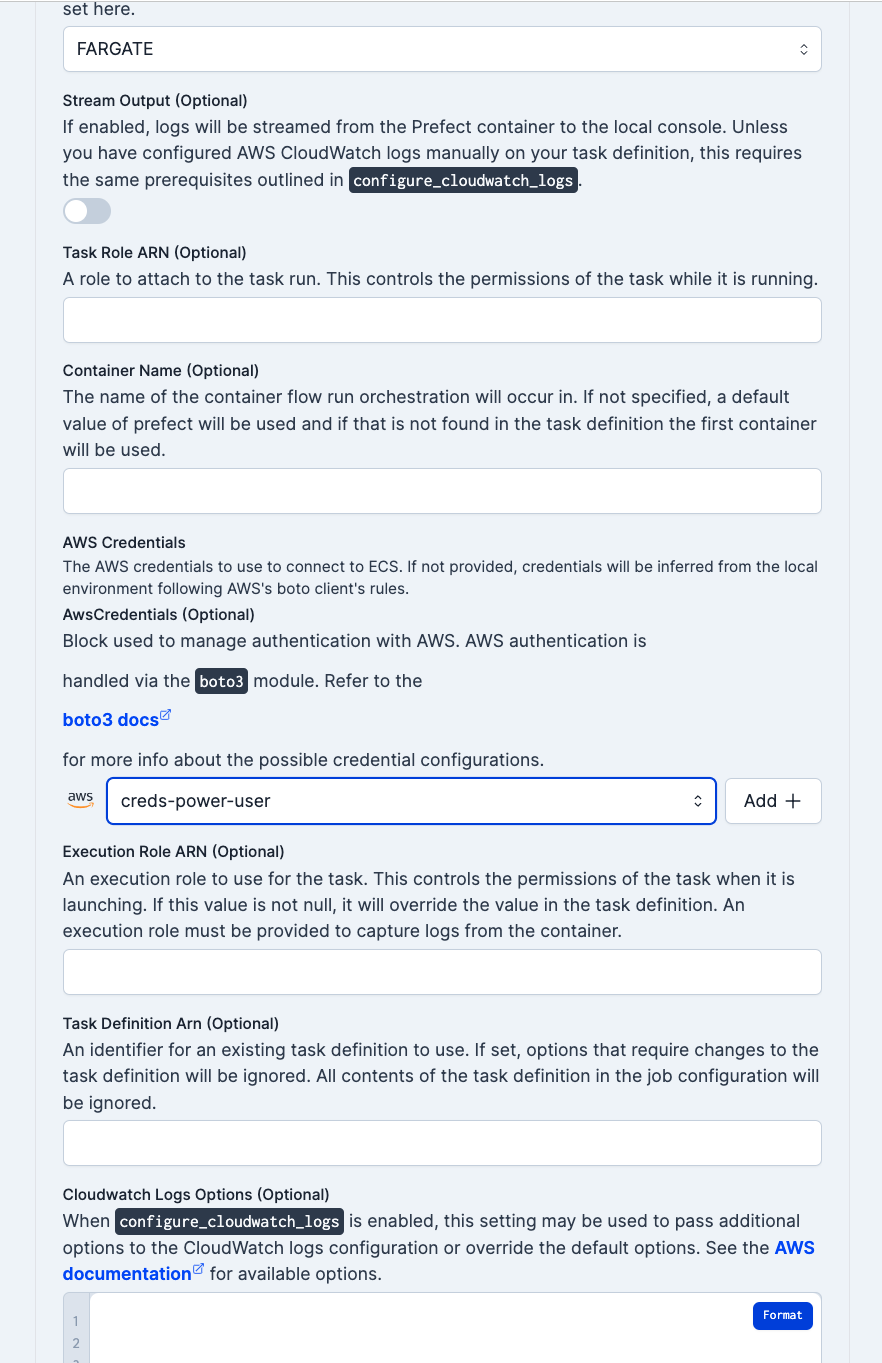 set here.
FARGATE
Stream Output (Optional)
If enabled, logs will be streamed from the Prefect container to the local console. Unless
you have configured AWS CloudWatch logs manually on your task definition, this requires
the same prerequisites outlined in configure_cloudwatch_logs.
Task Role ARN (Optional)
A role to attach to the task run. This controls the permissions of the task while it is running.
Container Name (Optional)
The name of the container flow run orchestration will occur in. If not specified, a default
value of prefect will be used and if that is not found in the task definition the first container
will be used.
AWS Credentials
The AWS credentials to use to connect to ECS. If not provided, credentials will be inferred from the local
environment following AWS's boto client's rules.
AwsCredentials (Optional)
Block used to manage authentication with AWS. AWS authentication is
handled via the boto3 module. Refer to the
boto3 docs
for more info about the possible credential configurations.
aws creds-power-user Add +
Execution Role ARN (Optional)
An execution role to use for the task. This controls the permissions of the task when it is
launching. If this value is not null, it will override the value in the task definition. An
execution role must be provided to capture logs from the container.
Task Definition Arn (Optional)
An identifier for an existing task definition to use. If set, options that require changes to the
task definition will be ignored. All contents of the task definition in the job configuration will
be ignored.
Cloudwatch Logs Options (Optional)
When configure_cloudwatch_logs is enabled, this setting may be used to pass additional
options to the CloudWatch logs configuration or override the default options. See the AWS
documentation for available options.
Format
1
2